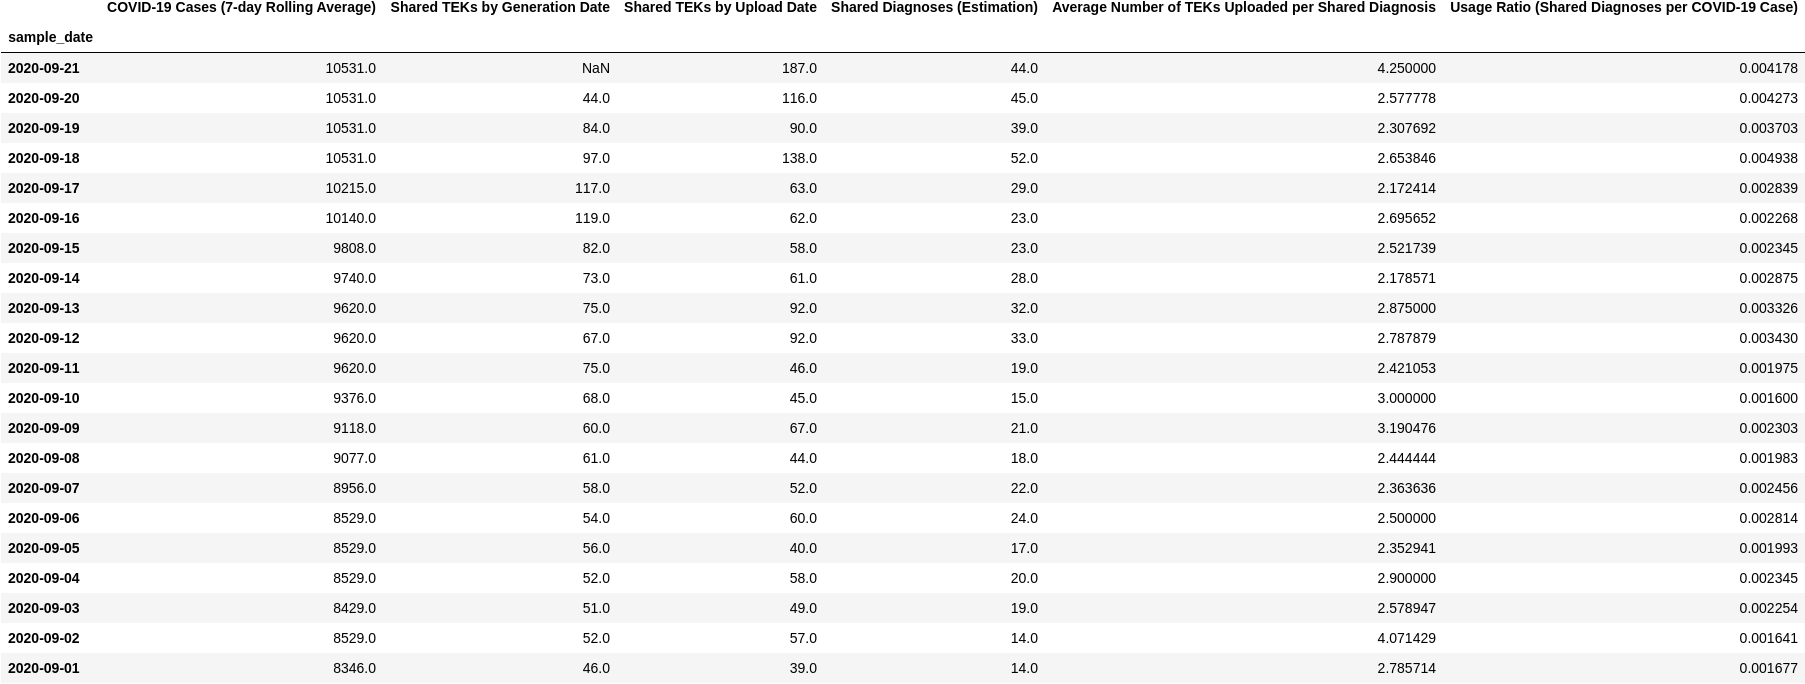 COVID-19 Cases (7-day Rolling Average) Shared TEKs by Generation Date Shared TEKs by Upload Date Shared Diagnoses (Estimation) Average Number of TEKs Uploaded per Shared Diagnosis Usage Ratio (Shared Diagnoses per COVID-19 Case)
sample_date
2020-09-21 10531.0 NaN 187.0 44.0 4.250000 0.004178
2020-09-20 10531.0 44.0 116.0 45.0 2.577778 0.004273
2020-09-19 10531.0 84.0 90.0 39.0 2.307692 0.003703
2020-09-18 10531.0 97.0 138.0 52.0 2.653846 0.004938
2020-09-17 10215.0 117.0 63.0 29.0 2.172414 0.002839
2020-09-16 10140.0 119.0 62.0 23.0 2.695652 0.002268
2020-09-15 9808.0 82.0 58.0 23.0 2.521739 0.002345
2020-09-14 9740.0 73.0 61.0 28.0 2.178571 0.002875
2020-09-13 9620.0 75.0 92.0 32.0 2.875000 0.003326
2020-09-12 9620.0 67.0 92.0 33.0 2.787879 0.003430
2020-09-11 9620.0 75.0 46.0 19.0 2.421053 0.001975
2020-09-10 9376.0 68.0 45.0 15.0 3.000000 0.001600
2020-09-09 9118.0 60.0 67.0 21.0 3.190476 0.002303
2020-09-08 9077.0 61.0 44.0 18.0 2.444444 0.001983
2020-09-07 8956.0 58.0 52.0 22.0 2.363636 0.002456
2020-09-06 8529.0 54.0 60.0 24.0 2.500000 0.002814
2020-09-05 8529.0 56.0 40.0 17.0 2.352941 0.001993
2020-09-04 8529.0 52.0 58.0 20.0 2.900000 0.002345
2020-09-03 8429.0 51.0 49.0 19.0 2.578947 0.002254
2020-09-02 8529.0 52.0 57.0 14.0 4.071429 0.001641
2020-09-01 8346.0 46.0 39.0 14.0 2.785714 0.001677